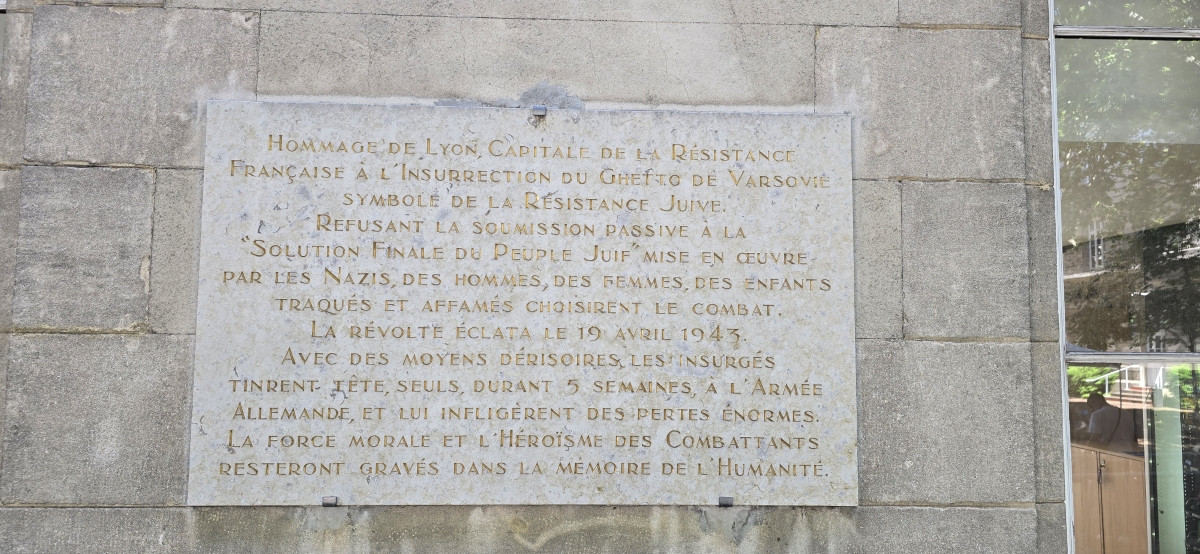 Hommage de Lyon, Capitale de la Résistance
Française à l'Insurrection du Ghetto de Varsovie
symbole de la Résistance Juive.
Refusant la soumission passive à la
"Solution Finale du Peuple Juif" mise en œuvre
par les Nazis, des hommes, des femmes, des enfants
traqués et affamés choisirent le combat.
La révolte éclata le 19 avril 1943.
Avec des moyens dérisoires, les insurgés
tinrent tête, seuls, durant 5 semaines, à l'Armée
Allemande, et lui infligèrent des pertes énormes.
La force morale et l'Héroïsme des Combattants
resteront gravés dans la mémoire de l'Humanité.